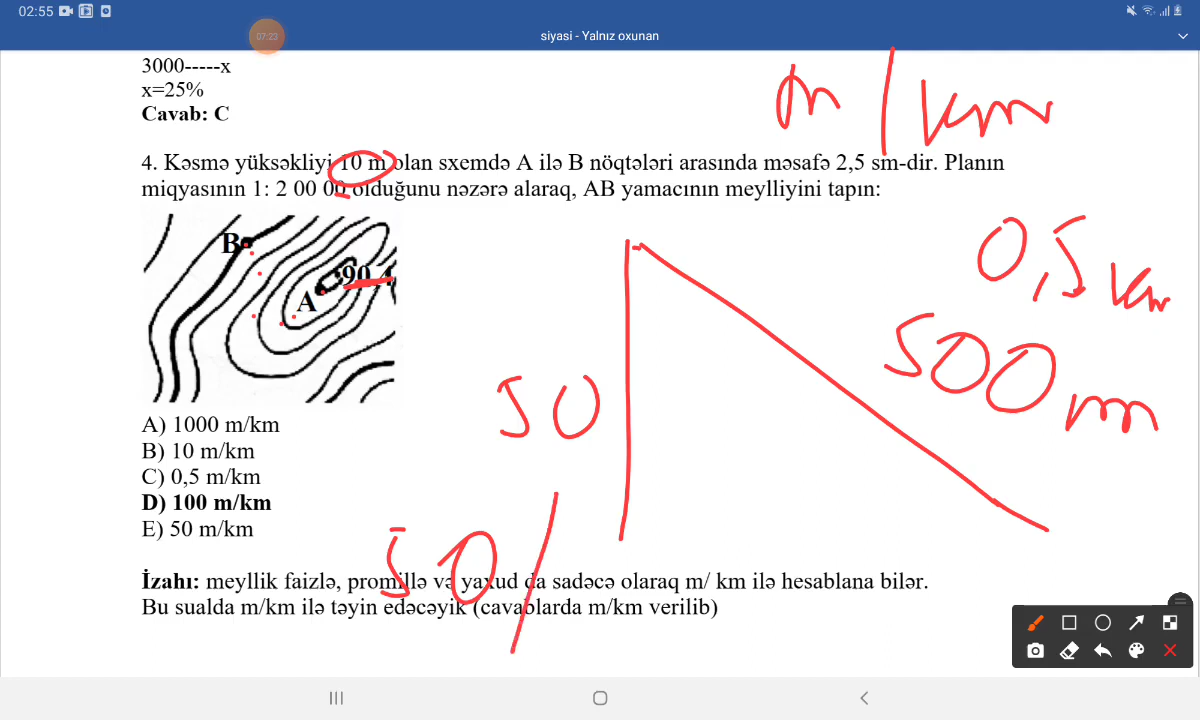 02:55
07:23
siyasi - Yalnız oxunan
3000-----x
x=25%
Cavab: C
m/km
4. Kəsmə yüksəkliyi 10 m olan sxemdə A ilə B nöqtələri arasında məsafə 2,5 sm-dir. Planın
miqyasının 1: 2 00 00 olduğunu nəzərə alaraq, AB yamacının meylliyini tapın:
B
90,4
A
0,5 km
500 m
50
A) 1000 m/km
B) 10 m/km
C) 0,5 m/km
D) 100 m/km
E) 50 m/km
50/
İzahı: meyllik faizlə, promillə və yaxud da sadəcə olaraq m/ km ilə hesablana bilər.
Bu sualda m/km ilə təyin edəcəyik (cavablarda m/km verilib)